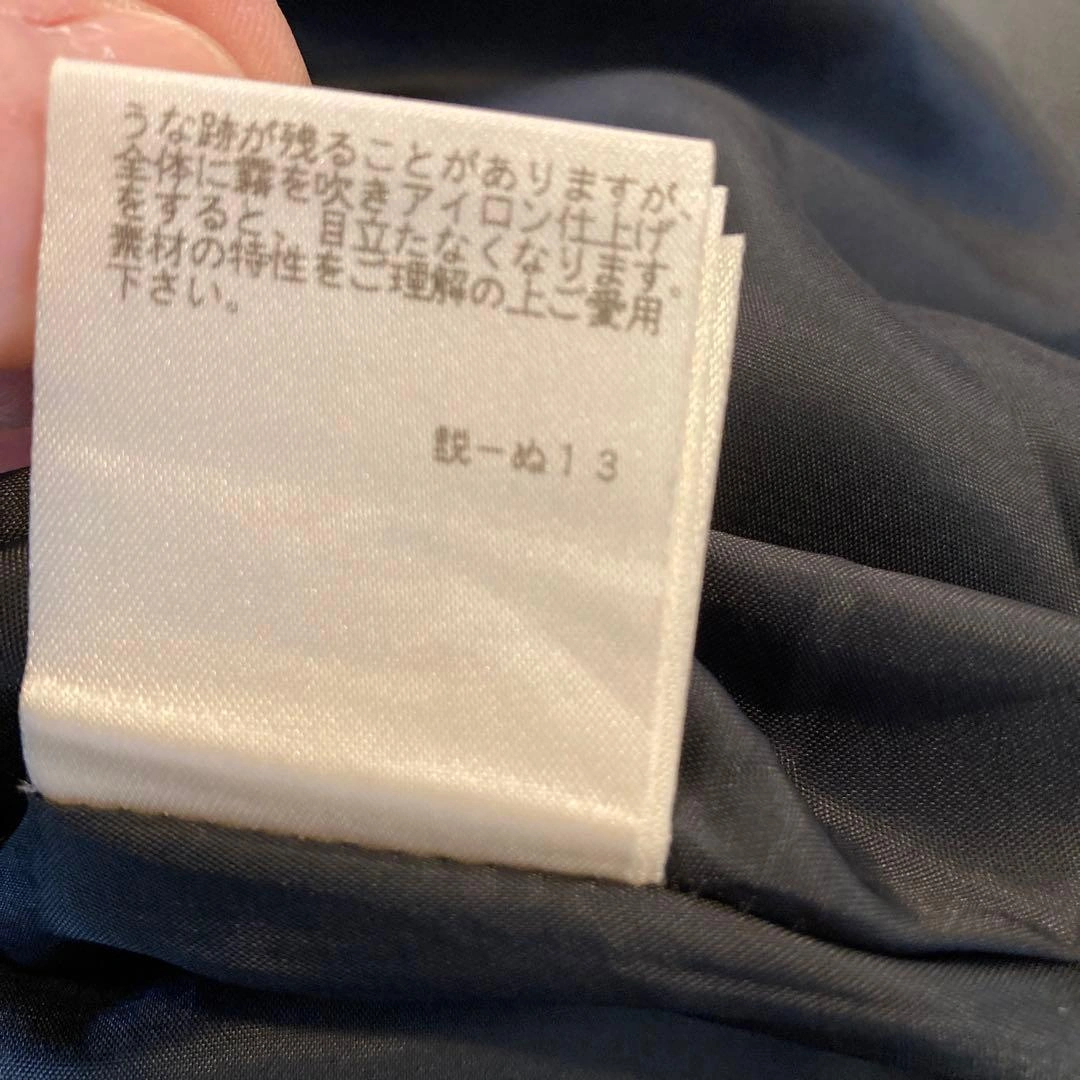 うな跡が残ることがありますが、
全体に霧を吹きアイロン仕上げ
をすると、目立たなくなります。
素材の特性をご理解の上ご愛用
下さい。
説ーぬ１３